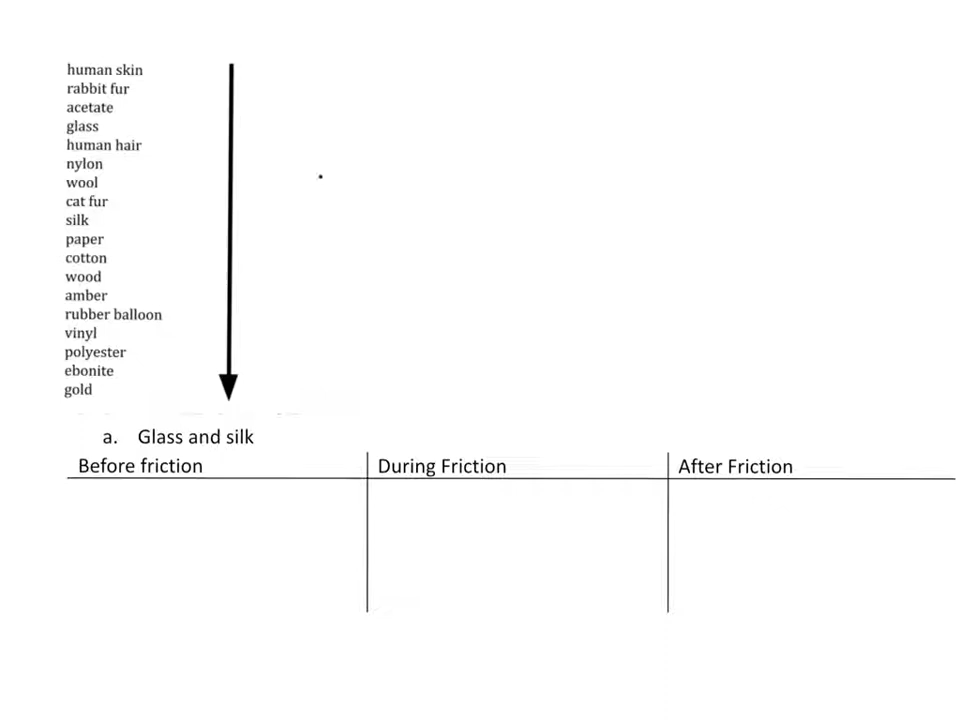 human skin
rabbit fur
acetate
glass
human hair
nylon
wool
cat fur
silk
paper
cotton
wood
amber
rubber balloon
vinyl
polyester
ebonite
gold
a. Glass and silk
Before friction During Friction After Friction